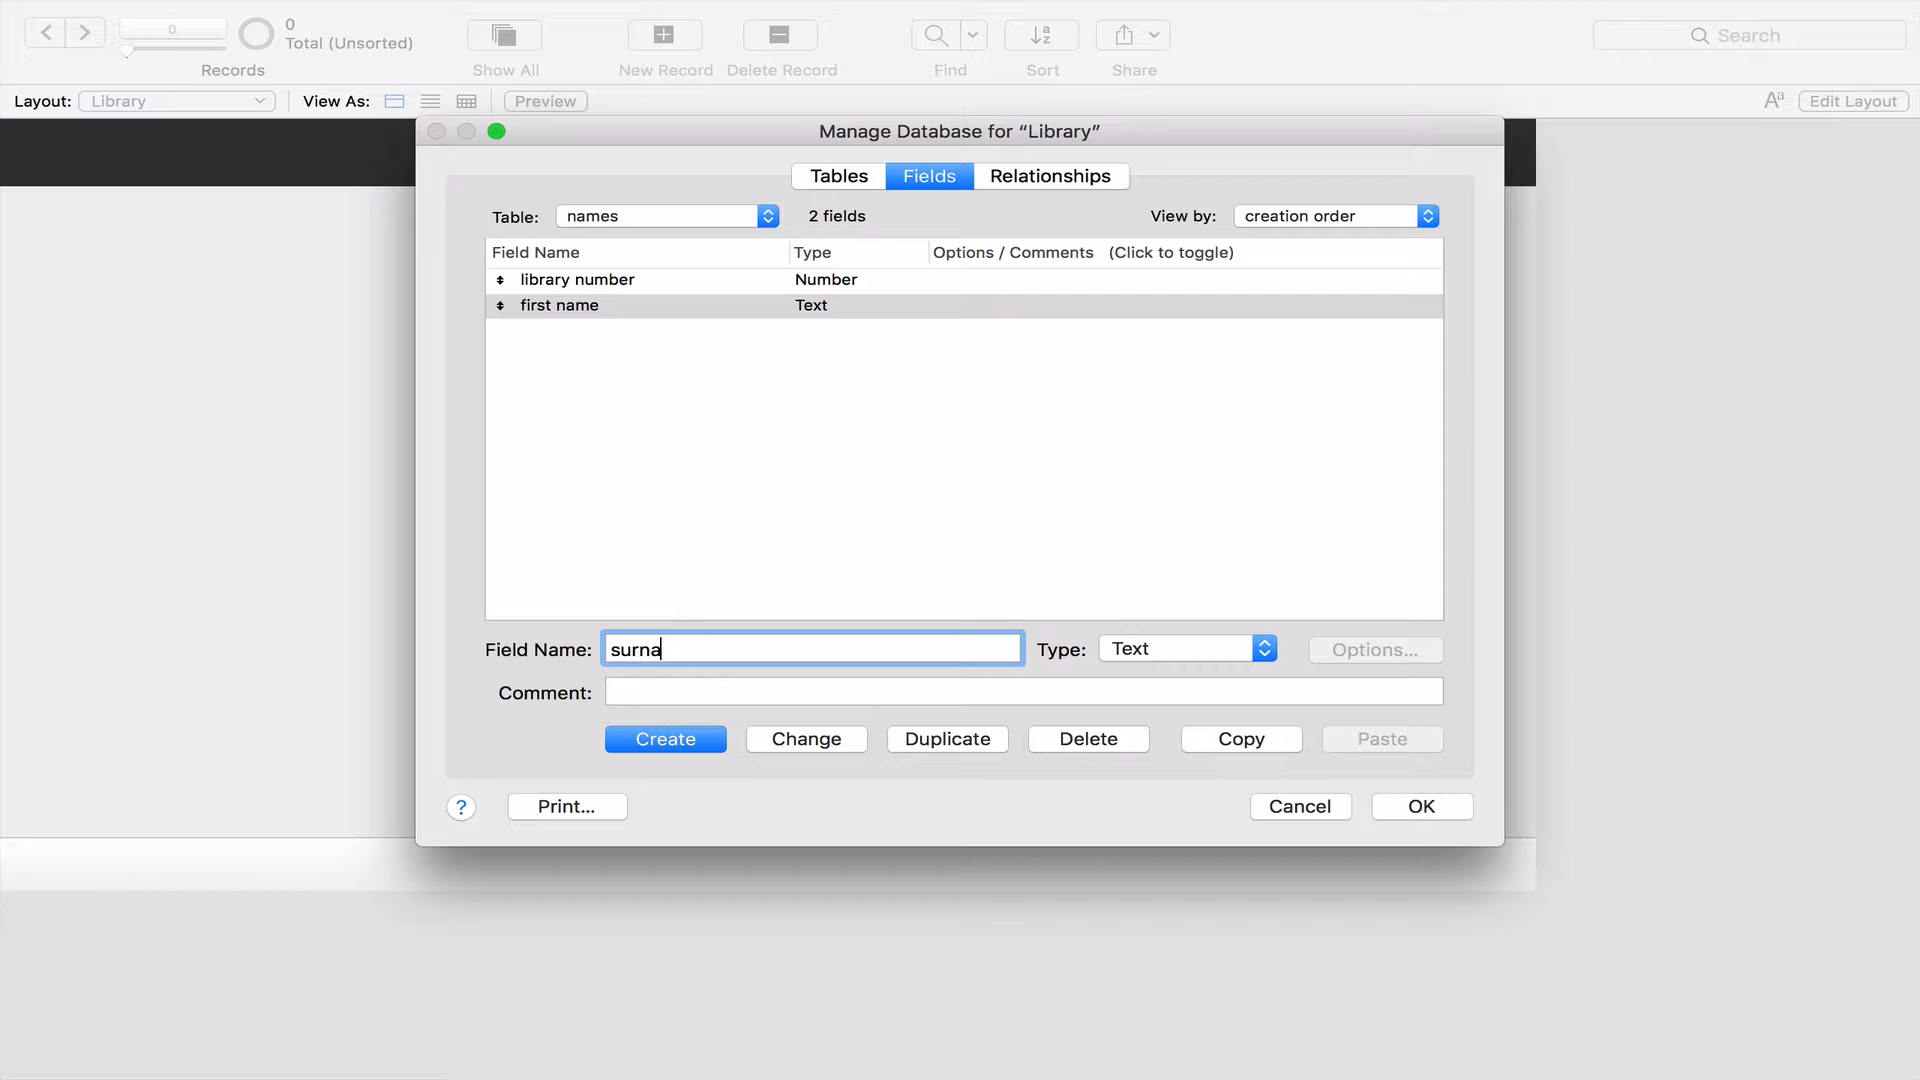 0
0
Total (Unsorted)
Records
Show All
New Record
Delete Record
Find
Sort
Share
Search
Layout:
Library
View As:
Preview
Aa
Edit Layout
Manage Database for “Library”
Tables
Fields
Relationships
Table:
names
2 fields
View by:
creation order
Field Name
Type
Options / Comments (Click to toggle)
library number
Number
first name
Text
Field Name:
surna
Type:
Text
Options...
Comment:
Create
Change
Duplicate
Delete
Copy
Paste
?
Print...
Cancel
OK